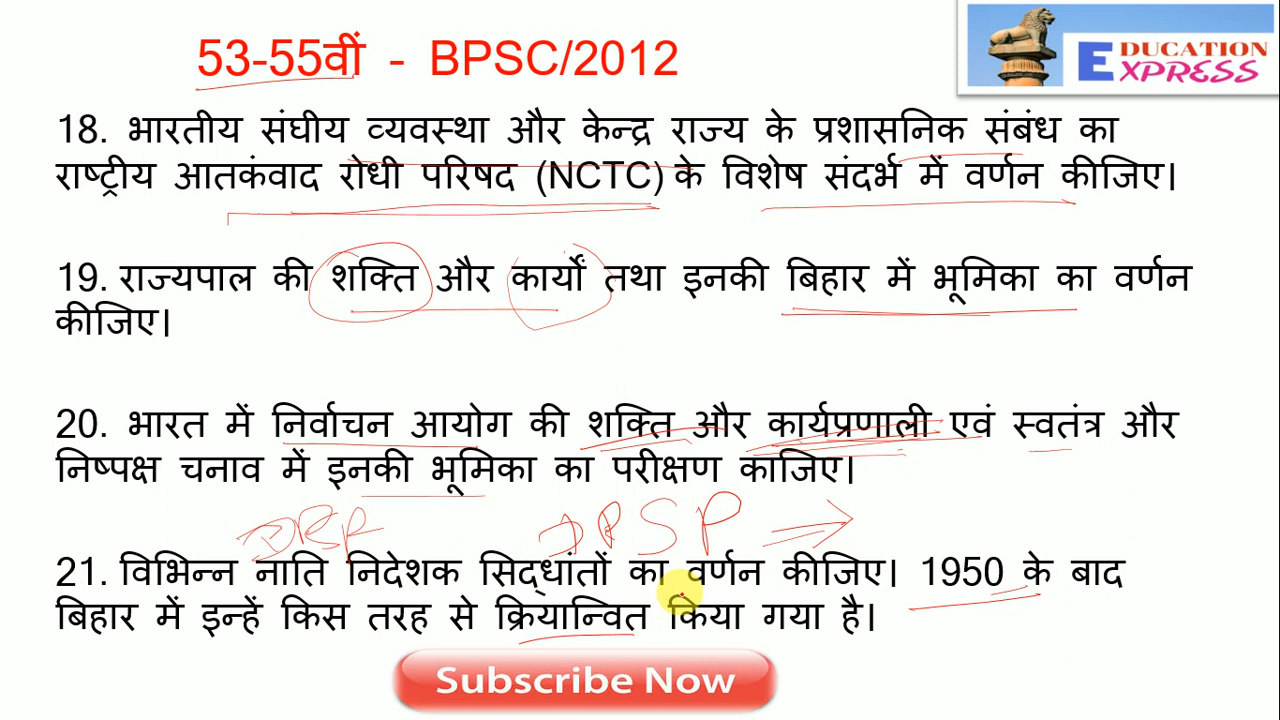 EDUCATION
EXPRESS
53-55वीं - BPSC/2012
18. भारतीय संघीय व्यवस्था और केन्द्र राज्य के प्रशासनिक संबंध का
राष्ट्रीय आतकंवाद रोधी परिषद (NCTC) के विशेष संदर्भ में वर्णन कीजिए।
19. राज्यपाल की शक्ति और कार्यों तथा इनकी बिहार में भूमिका का वर्णन
कीजिए।
20. भारत में निर्वाचन आयोग की शक्ति और कार्यप्रणाली एवं स्वतंत्र और
निष्पक्ष चनाव में इनकी भूमिका का परीक्षण काजिए।
DPSP
21. विभिन्न नाति निदेशक सिद्धांतों का वर्णन कीजिए। 1950 के बाद
बिहार में इन्हें किस तरह से क्रियान्वित किया गया है।
Subscribe Now